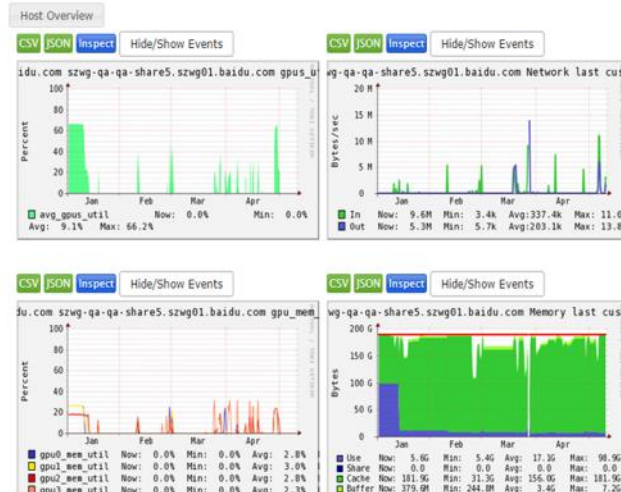 Host Overview
CSV JSON Inspect Hide/Show Events
CSV JSON Inspect Hide/Show Events
idu.com szwg-qa-qa-share5.szwg01.baidu.com gpus_u
wg-qa-qa-share5.szwg01.baidu.com Network last cus
Percent
100
80
60
40
20
0
Jan Feb Mar Apr
avg_gpus_util Now: 0.0% Min: 0.0%
Avg: 9.1% Max: 66.2%
Bytes/sec
20 M
15 M
10 M
5 M
0
Jan Feb Mar Apr
In Now: 9.6M Min: 3.4k Avg:337.4k Max: 11.0
Out Now: 5.3M Min: 5.7k Avg:203.1k Max: 13.8
CSV JSON Inspect Hide/Show Events
CSV JSON Inspect Hide/Show Events
du.com szwg-qa-qa-share5.szwg01.baidu.com gpu_mem_
wg-qa-qa-share5.szwg01.baidu.com Memory last cus
Percent
100
80
60
40
20
0
Jan Feb Mar Apr
gpu0_mem_util Now: 0.0% Min: 0.0% Avg: 2.8%
gpu1_mem_util Now: 0.0% Min: 0.0% Avg: 3.0%
gpu2_mem_util Now: 0.0% Min: 0.0% Avg: 2.8%
gpu3_mem_util Now: 0.0% Min: 0.0% Avg: 2.3%
Bytes
200 G
150 G
100 G
50 G
0
Jan Feb Mar Apr
Use Now: 5.6G Min: 5.4G Avg: 17.1G Max: 98.9G
Share Now: 0.0 Min: 0.0 Avg: 0.0 Max: 0.0
Cache Now: 181.9G Min: 31.3G Avg: 156.0G Max: 181.9G
Buffer Now: 379.6M Min: 244.8M Avg: 3.4G Max: 7.2G